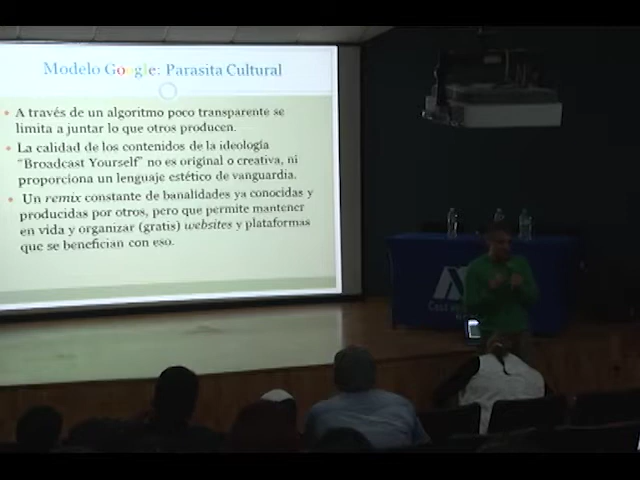 Modelo Google: Parasita Cultural
A través de un algoritmo poco transparente se
limita a juntar lo que otros producen.
La calidad de los contenidos de la ideología
“Broadcast Yourself” no es original o creativa, ni
proporciona un lenguaje estético de vanguardia.
Un remix constante de banalidades ya conocidas y
producidas por otros, pero que permite mantener
en vida y organizar (gratis) websites y plataformas
que se benefician con eso.